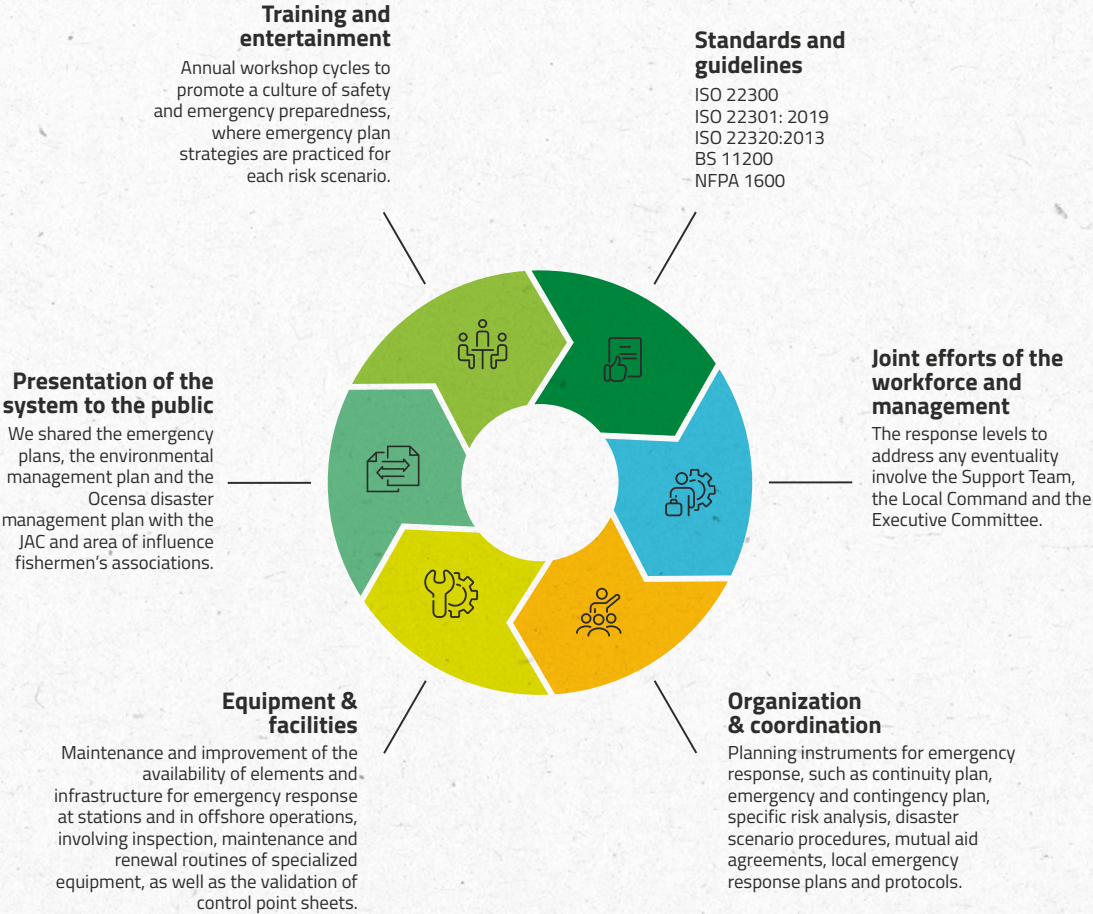 Training and
entertainment
Annual workshop cycles to
promote a culture of safety
and emergency preparedness,
where emergency plan
strategies are practiced for
each risk scenario.
Standards and
guidelines
ISO 22300
ISO 22301: 2019
ISO 22320:2013
BS 11200
NFPA 1600
Joint efforts of the
workforce and
management
The response levels to
address any eventuality
involve the Support Team,
the Local Command and the
Executive Committee.
Organization
& coordination
Planning instruments for emergency
response, such as continuity plan,
emergency and contingency plan,
specific risk analysis, disaster
scenario procedures, mutual aid
agreements, local emergency
response plans and protocols.
Equipment &
facilities
Maintenance and improvement of the
availability of elements and
infrastructure for emergency response
at stations and in offshore operations,
involving inspection, maintenance and
renewal routines of specialized
equipment, as well as the validation of
control point sheets.
Presentation of the
system to the public
We shared the emergency
plans, the environmental
management plan and the
Ocensa disaster
management plan with the
JAC and area of influence
fishermen's associations.